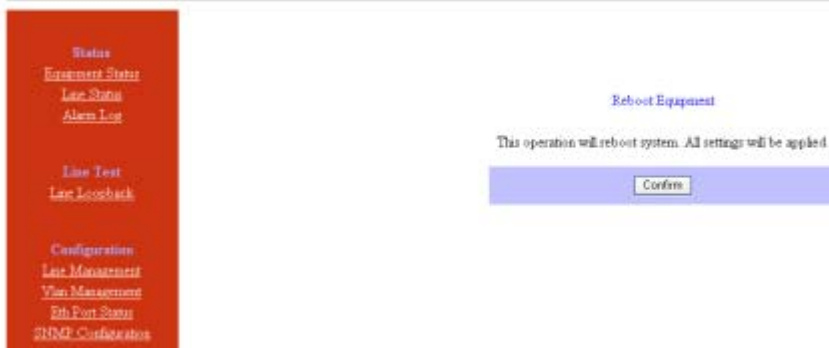 Status
Equipment Status
Line Status
Alarm Log
Line Test
Line Loopback
Configuration
Line Management
Vlan Management
Eth Port Status
SNMP Configuration
Reboot Equipment
This operation will reboot system. All settings will be applied
Confirm